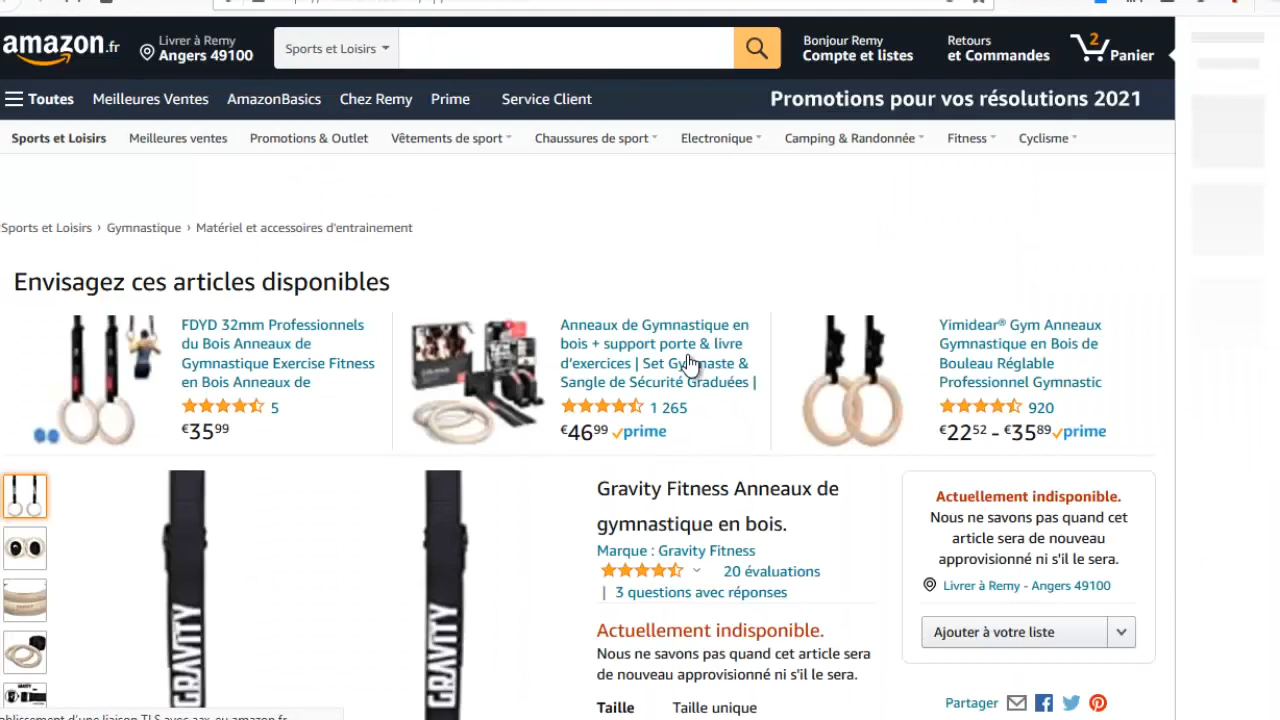 amazon.fr
Livrer à Remy
Angers 49100
Sports et Loisirs
Bonjour Remy
Compte et listes
Retours
et Commandes
2
Panier
Toutes
Meilleures Ventes
AmazonBasics
Chez Remy
Prime
Service Client
Promotions pour vos résolutions 2021
Sports et Loisirs
Meilleures ventes
Promotions & Outlet
Vêtements de sport
Chaussures de sport
Electronique
Camping & Randonnée
Fitness
Cyclisme
Sports et Loisirs › Gymnastique › Matériel et accessoires d'entrainement
Envisagez ces articles disponibles
FDYD 32mm Professionnels
du Bois Anneaux de
Gymnastique Exercise Fitness
en Bois Anneaux de
5
€35⁹⁹
Anneaux de Gymnastique en
bois + support porte & livre
d'exercices | Set Gymnaste &
Sangle de Sécurité Graduées |
1 265
€46⁹⁹ prime
Yimidear® Gym Anneaux
Gymnastique en Bois de
Bouleau Réglable
Professionnel Gymnastic
920
€22⁵² - €35⁸⁹ prime
GRAVITY
GRAVITY
Gravity Fitness Anneaux de
gymnastique en bois.
Marque : Gravity Fitness
20 évaluations
| 3 questions avec réponses
Actuellement indisponible.
Nous ne savons pas quand cet article sera
de nouveau approvisionné ni s'il le sera.
Taille Taille unique
Actuellement indisponible.
Nous ne savons pas quand cet
article sera de nouveau
approvisionné ni s'il le sera.
Livrer à Remy - Angers 49100
Ajouter à votre liste
Partager